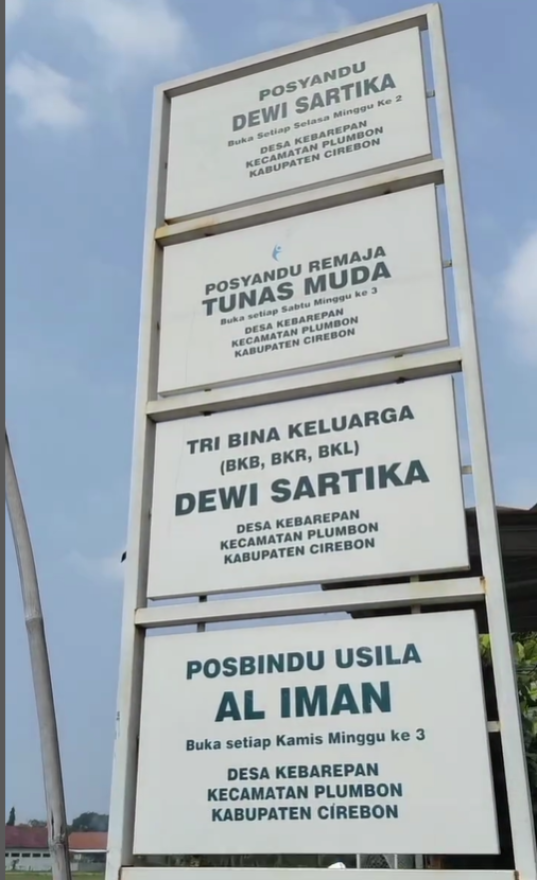 POSYANDU
DEWI SARTIKA
Buka Setiap Selasa Minggu Ke 2
DESA KEBAREPAN
KECAMATAN PLUMBON
KABUPATEN CIREBON
POSYANDU REMAJA
TUNAS MUDA
Buka setiap Sabtu Minggu ke 3
DESA KEBAREPAN
KECAMATAN PLUMBON
KABUPATEN CIREBON
TRI BINA KELUARGA
(BKB, BKR, BKL)
DEWI SARTIKA
DESA KEBAREPAN
KECAMATAN PLUMBON
KABUPATEN CIREBON
POSBINDU USILA
AL IMAN
Buka setiap Kamis Minggu ke 3
DESA KEBAREPAN
KECAMATAN PLUMBON
KABUPATEN CIREBON